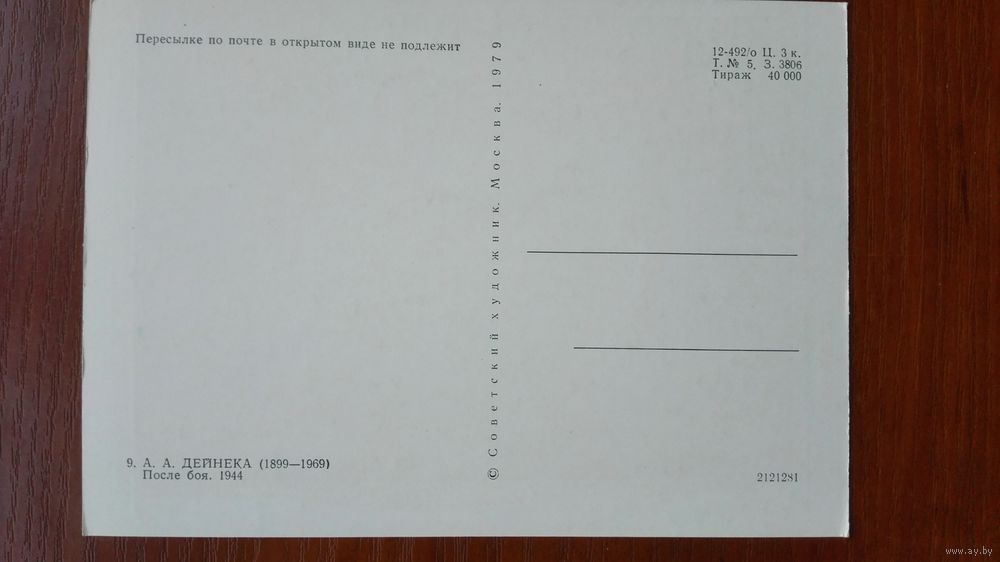 Пересылке по почте в открытом виде не подлежит
12-492/о Ц. 3 к.
Т. № 5. З. 3806
Тираж 40 000
© Советский художник. Москва. 1979
9. А. А. ДЕЙНЕКА (1899—1969)
После боя. 1944
2121281
www.ay.by